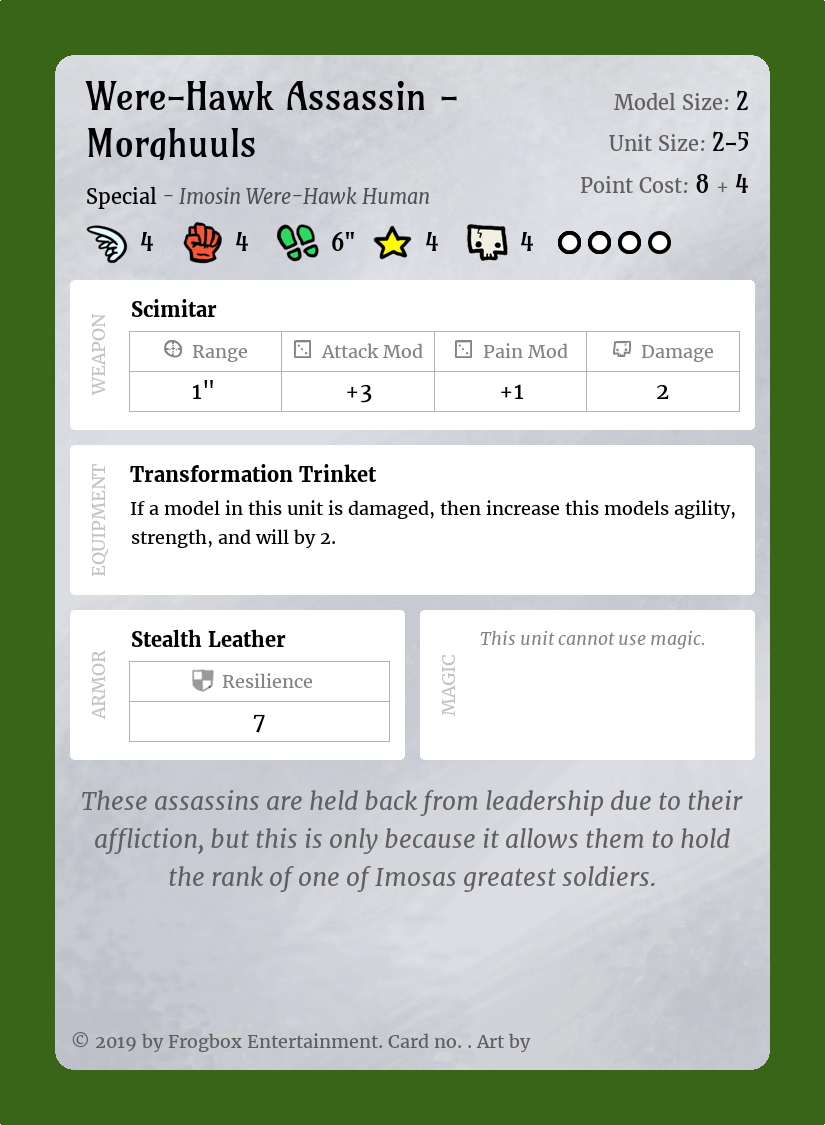 Were-Hawk Assassin -
Morghuuls
Model Size: 2
Unit Size: 2-5
Point Cost: 8 + 4
Special - Imosin Were-Hawk Human
4 4 6" 4 4
WEAPON
Scimitar
Range Attack Mod Pain Mod Damage
1" +3 +1 2
EQUIPMENT
Transformation Trinket
If a model in this unit is damaged, then increase this models agility,
strength, and will by 2.
ARMOR
Stealth Leather
Resilience
7
MAGIC
This unit cannot use magic.
These assassins are held back from leadership due to their
affliction, but this is only because it allows them to hold
the rank of one of Imosas greatest soldiers.
© 2019 by Frogbox Entertainment. Card no. . Art by